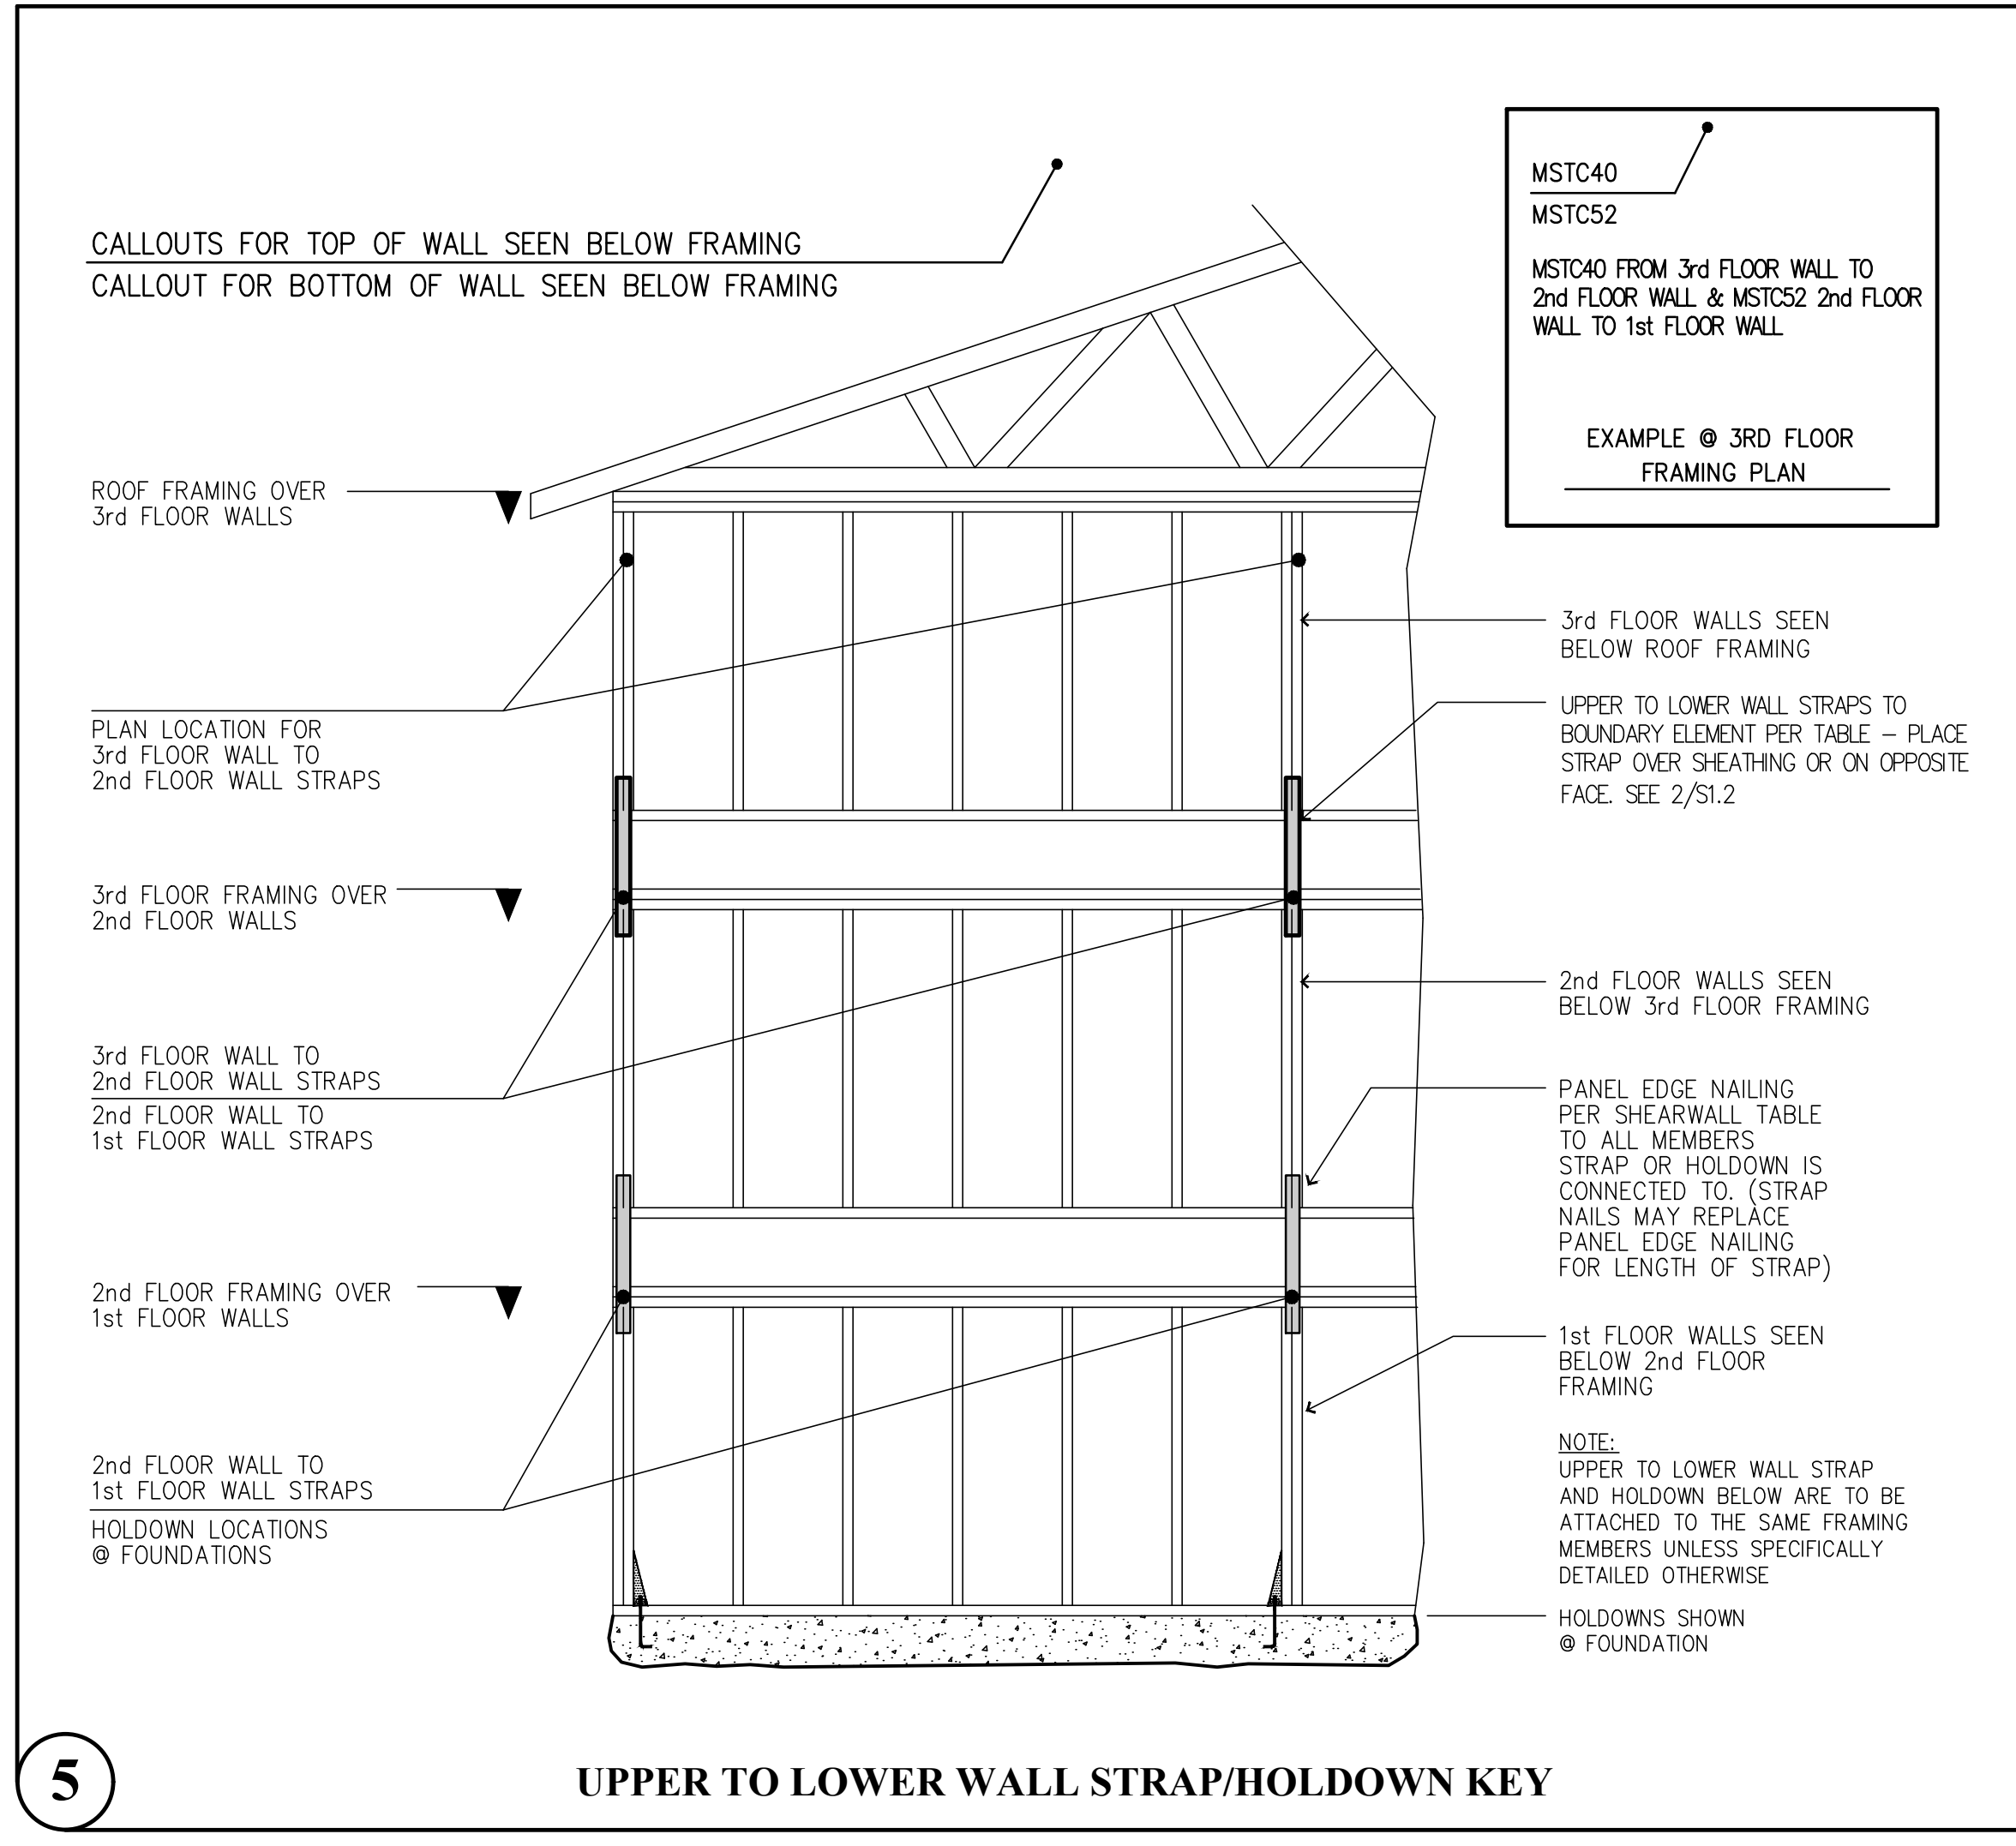 CALLOUTS FOR TOP OF WALL SEEN BELOW FRAMING
CALLOUT FOR BOTTOM OF WALL SEEN BELOW FRAMING
MSTC40
MSTC52
MSTC40 FROM 3rd FLOOR WALL TO
2nd FLOOR WALL & MSTC52 2nd FLOOR
WALL TO 1st FLOOR WALL
EXAMPLE @ 3RD FLOOR
FRAMING PLAN
ROOF FRAMING OVER
3rd FLOOR WALLS
PLAN LOCATION FOR
3rd FLOOR WALL TO
2nd FLOOR WALL STRAPS
3rd FLOOR FRAMING OVER
2nd FLOOR WALLS
3rd FLOOR WALL TO
2nd FLOOR WALL STRAPS
2nd FLOOR WALL TO
1st FLOOR WALL STRAPS
2nd FLOOR FRAMING OVER
1st FLOOR WALLS
2nd FLOOR WALL TO
1st FLOOR WALL STRAPS
HOLDOWN LOCATIONS
@ FOUNDATIONS
3rd FLOOR WALLS SEEN
BELOW ROOF FRAMING
UPPER TO LOWER WALL STRAPS TO
BOUNDARY ELEMENT PER TABLE – PLACE
STRAP OVER SHEATHING OR ON OPPOSITE
FACE. SEE 2/S1.2
2nd FLOOR WALLS SEEN
BELOW 3rd FLOOR FRAMING
PANEL EDGE NAILING
PER SHEARWALL TABLE
TO ALL MEMBERS
STRAP OR HOLDOWN IS
CONNECTED TO. (STRAP
NAILS MAY REPLACE
PANEL EDGE NAILING
FOR LENGTH OF STRAP)
1st FLOOR WALLS SEEN
BELOW 2nd FLOOR
FRAMING
NOTE:
UPPER TO LOWER WALL STRAP
AND HOLDOWN BELOW ARE TO BE
ATTACHED TO THE SAME FRAMING
MEMBERS UNLESS SPECIFICALLY
DETAILED OTHERWISE
HOLDOWNS SHOWN
@ FOUNDATION
5
UPPER TO LOWER WALL STRAP/HOLDOWN KEY